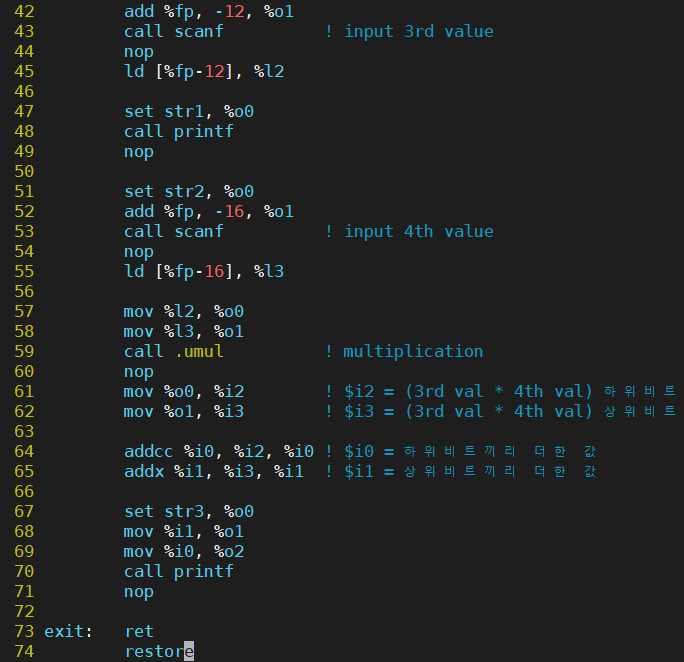 42 add %fp, -12, %o1
43 call scanf ! input 3rd value
44 nop
45 ld [%fp-12], %l2
46
47 set str1, %o0
48 call printf
49 nop
50
51 set str2, %o0
52 add %fp, -16, %o1
53 call scanf ! input 4th value
54 nop
55 ld [%fp-16], %l3
56
57 mov %l2, %o0
58 mov %l3, %o1
59 call .umul ! multiplication
60 nop
61 mov %o0, %i2 ! $i2 = (3rd val * 4th val) 하위비트
62 mov %o1, %i3 ! $i3 = (3rd val * 4th val) 상위비트
63
64 addcc %i0, %i2, %i0 ! $i0 = 하위비트끼리 더한 값
65 addx %i1, %i3, %i1 ! $i1 = 상위비트끼리 더한 값
66
67 set str3, %o0
68 mov %i1, %o1
69 mov %i0, %o2
70 call printf
71 nop
72
73 exit: ret
74 restore